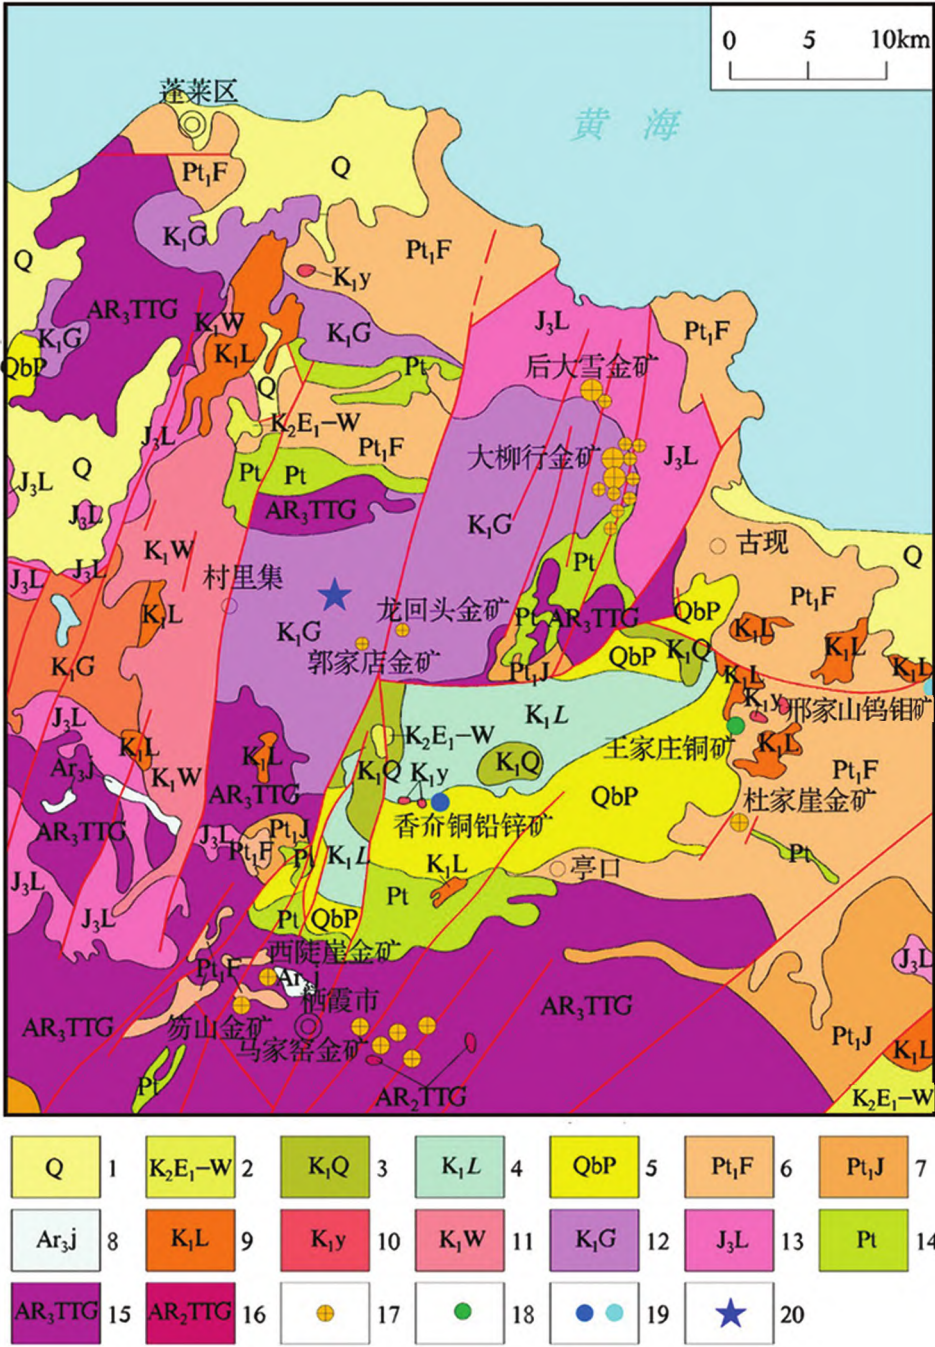 0 5 10km
蓬莱区
黄 海
Q
Pt₁F
K₁G
Pt₁F
Q
K₁y
AR₃TTG
K₁W
K₁G
J₃L
Pt₁F
K₁G
K₁L
QbP
Pt
后大雪金矿
Q
K₂E₁–W
J₃L
Pt₁F
大柳行金矿
J₃L
Q
Pt
Pt
J₃L
AR₃TTG
J₃L
K₁G
K₁W
古现
Q
J₃L
J₃L
村里集
Pt
Pt₁F
K₁L
龙回头金矿
Pt
AR₃TTG
QbP
K₁G
K₁L
郭家店金矿
QbP
K₁Q
K₁L
K₁G
Pt₁J
K₁L
K₁L
J₃L
K₁L
K₁y
邢家山钨钼矿
K₁L
K₂E₁–W
王家庄铜矿
K₁L
Ar₃j
K₁W
K₁L
K₁Q
K₁y
K₁Q
Pt₁F
AR₃TTG
QbP
杜家崖金矿
AR₃TTG
J₃L
Pt₁J
香夼铜铅锌矿
Pt₁F
Pt
K₁L
K₁L
亭口
Pt
J₃L
Pt
J₃L
Pt
QbP
西陡崖金矿
J₃L
Pt₁F
Ar₃j
栖霞市
AR₃TTG
AR₃TTG
笏山金矿
马家窑金矿
Pt₁J
K₁L
Pt
AR₂TTG
K₂E₁–W
Q 1 K₂E₁–W 2 K₁Q 3 K₁L 4 QbP 5 Pt₁F 6 Pt₁J 7
Ar₃j 8 K₁L 9 K₁y 10 K₁W 11 K₁G 12 J₃L 13 Pt 14
AR₃TTG 15 AR₂TTG 16 17 18 19 20